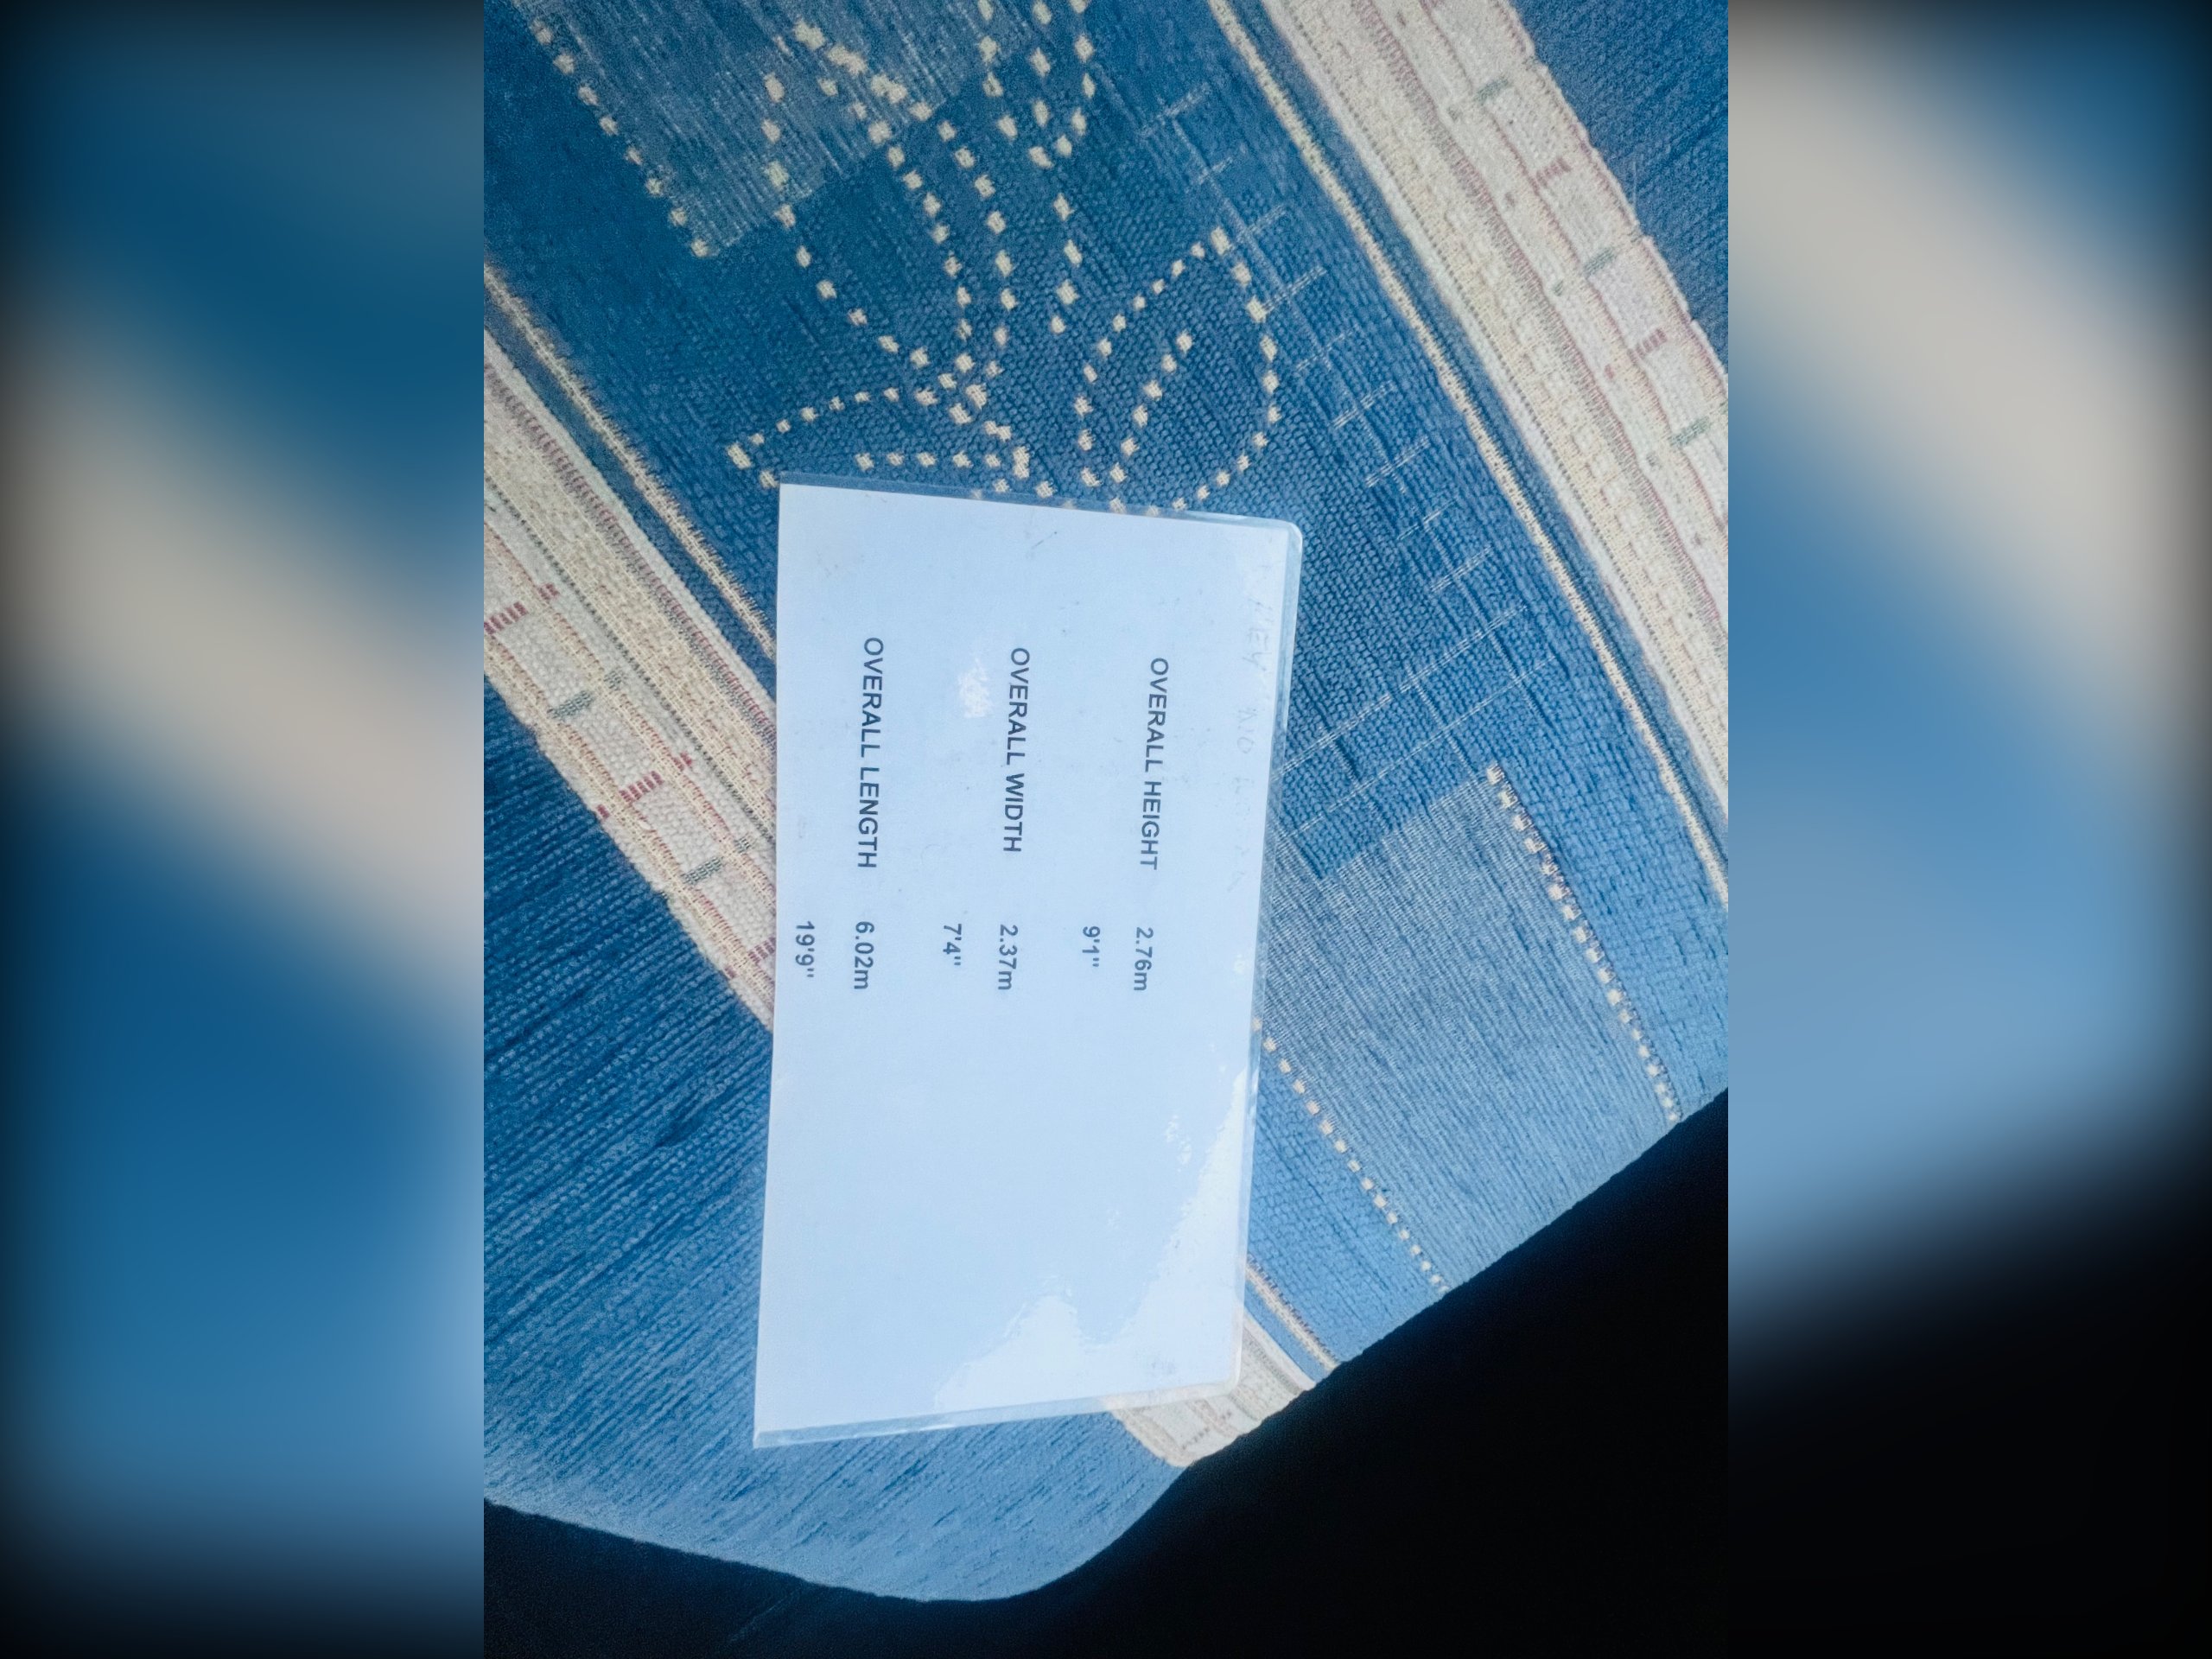 OVERALL HEIGHT 2.76m
9'1"
OVERALL WIDTH 2.37m
7'4"
OVERALL LENGTH 6.02m
19'9"